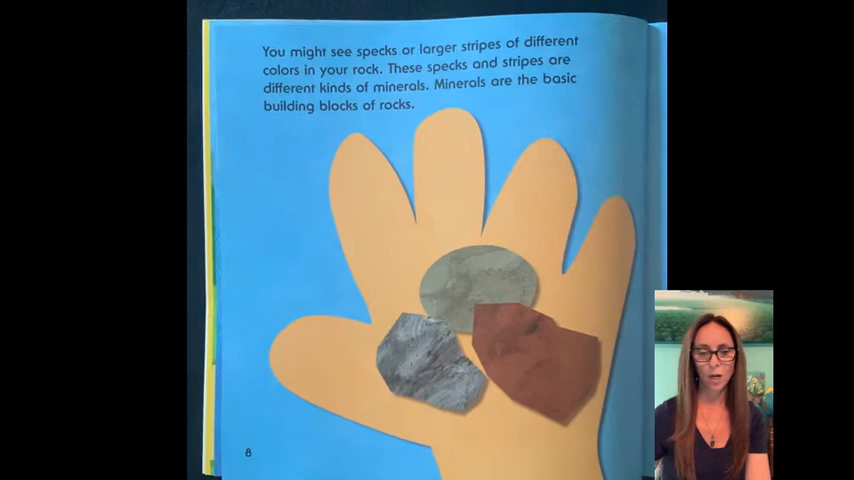 You might see specks or larger stripes of different
colors in your rock. These specks and stripes are
different kinds of minerals. Minerals are the basic
building blocks of rocks.
8